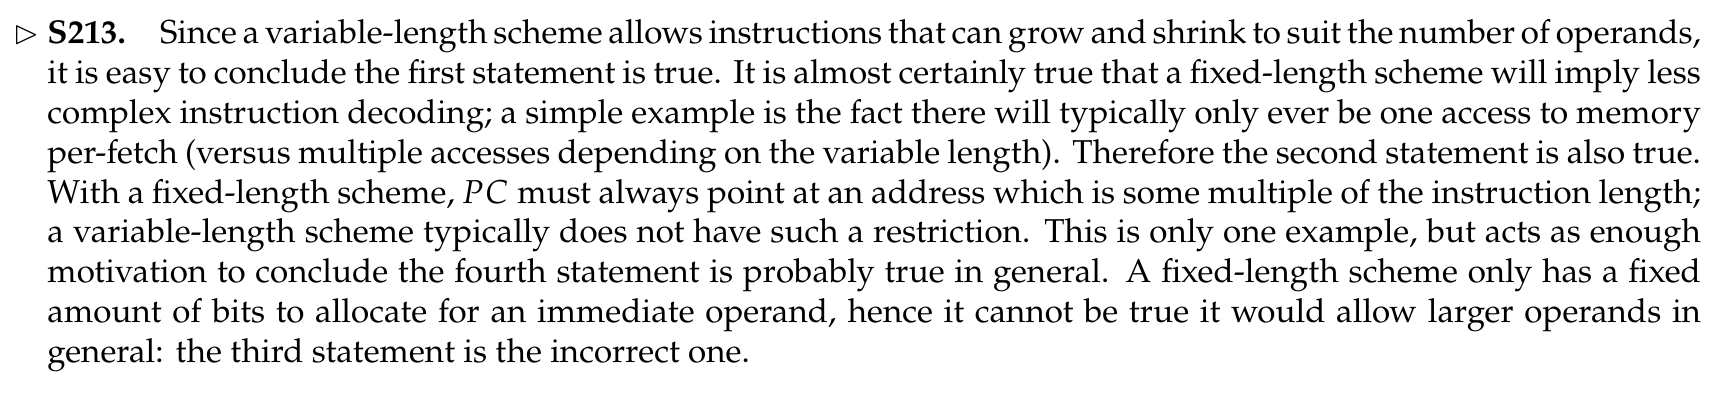 ▷ S213. Since a variable-length scheme allows instructions that can grow and shrink to suit the number of operands,
it is easy to conclude the first statement is true. It is almost certainly true that a fixed-length scheme will imply less
complex instruction decoding; a simple example is the fact there will typically only ever be one access to memory
per-fetch (versus multiple accesses depending on the variable length). Therefore the second statement is also true.
With a fixed-length scheme, PC must always point at an address which is some multiple of the instruction length;
a variable-length scheme typically does not have such a restriction. This is only one example, but acts as enough
motivation to conclude the fourth statement is probably true in general. A fixed-length scheme only has a fixed
amount of bits to allocate for an immediate operand, hence it cannot be true it would allow larger operands in
general: the third statement is the incorrect one.